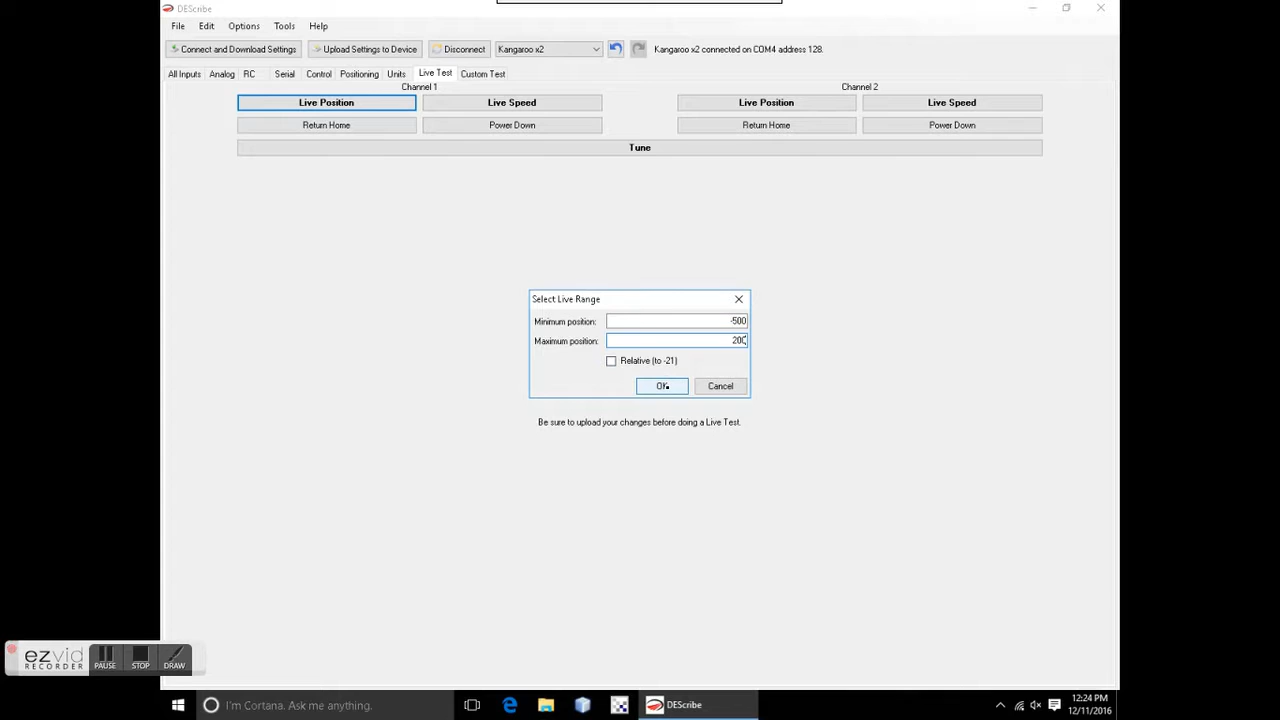 DEScribe
File Edit Options Tools Help
Connect and Download Settings Upload Settings to Device Disconnect Kangaroo x2 Kangaroo x2 connected on COM4 address 128.
All Inputs Analog R/C Serial Control Positioning Units Live Test Custom Test
Channel 1 Channel 2
Live Position Live Speed Live Position Live Speed
Return Home Power Down Return Home Power Down
Tune
Select Live Range
Minimum position: -500
Maximum position: 200
Relative (to -21)
OK Cancel
Be sure to upload your changes before doing a Live Test.
ezvid
RECORDER
PAUSE STOP DRAW
I'm Cortana. Ask me anything.
DEScribe
12:24 PM
12/11/2016